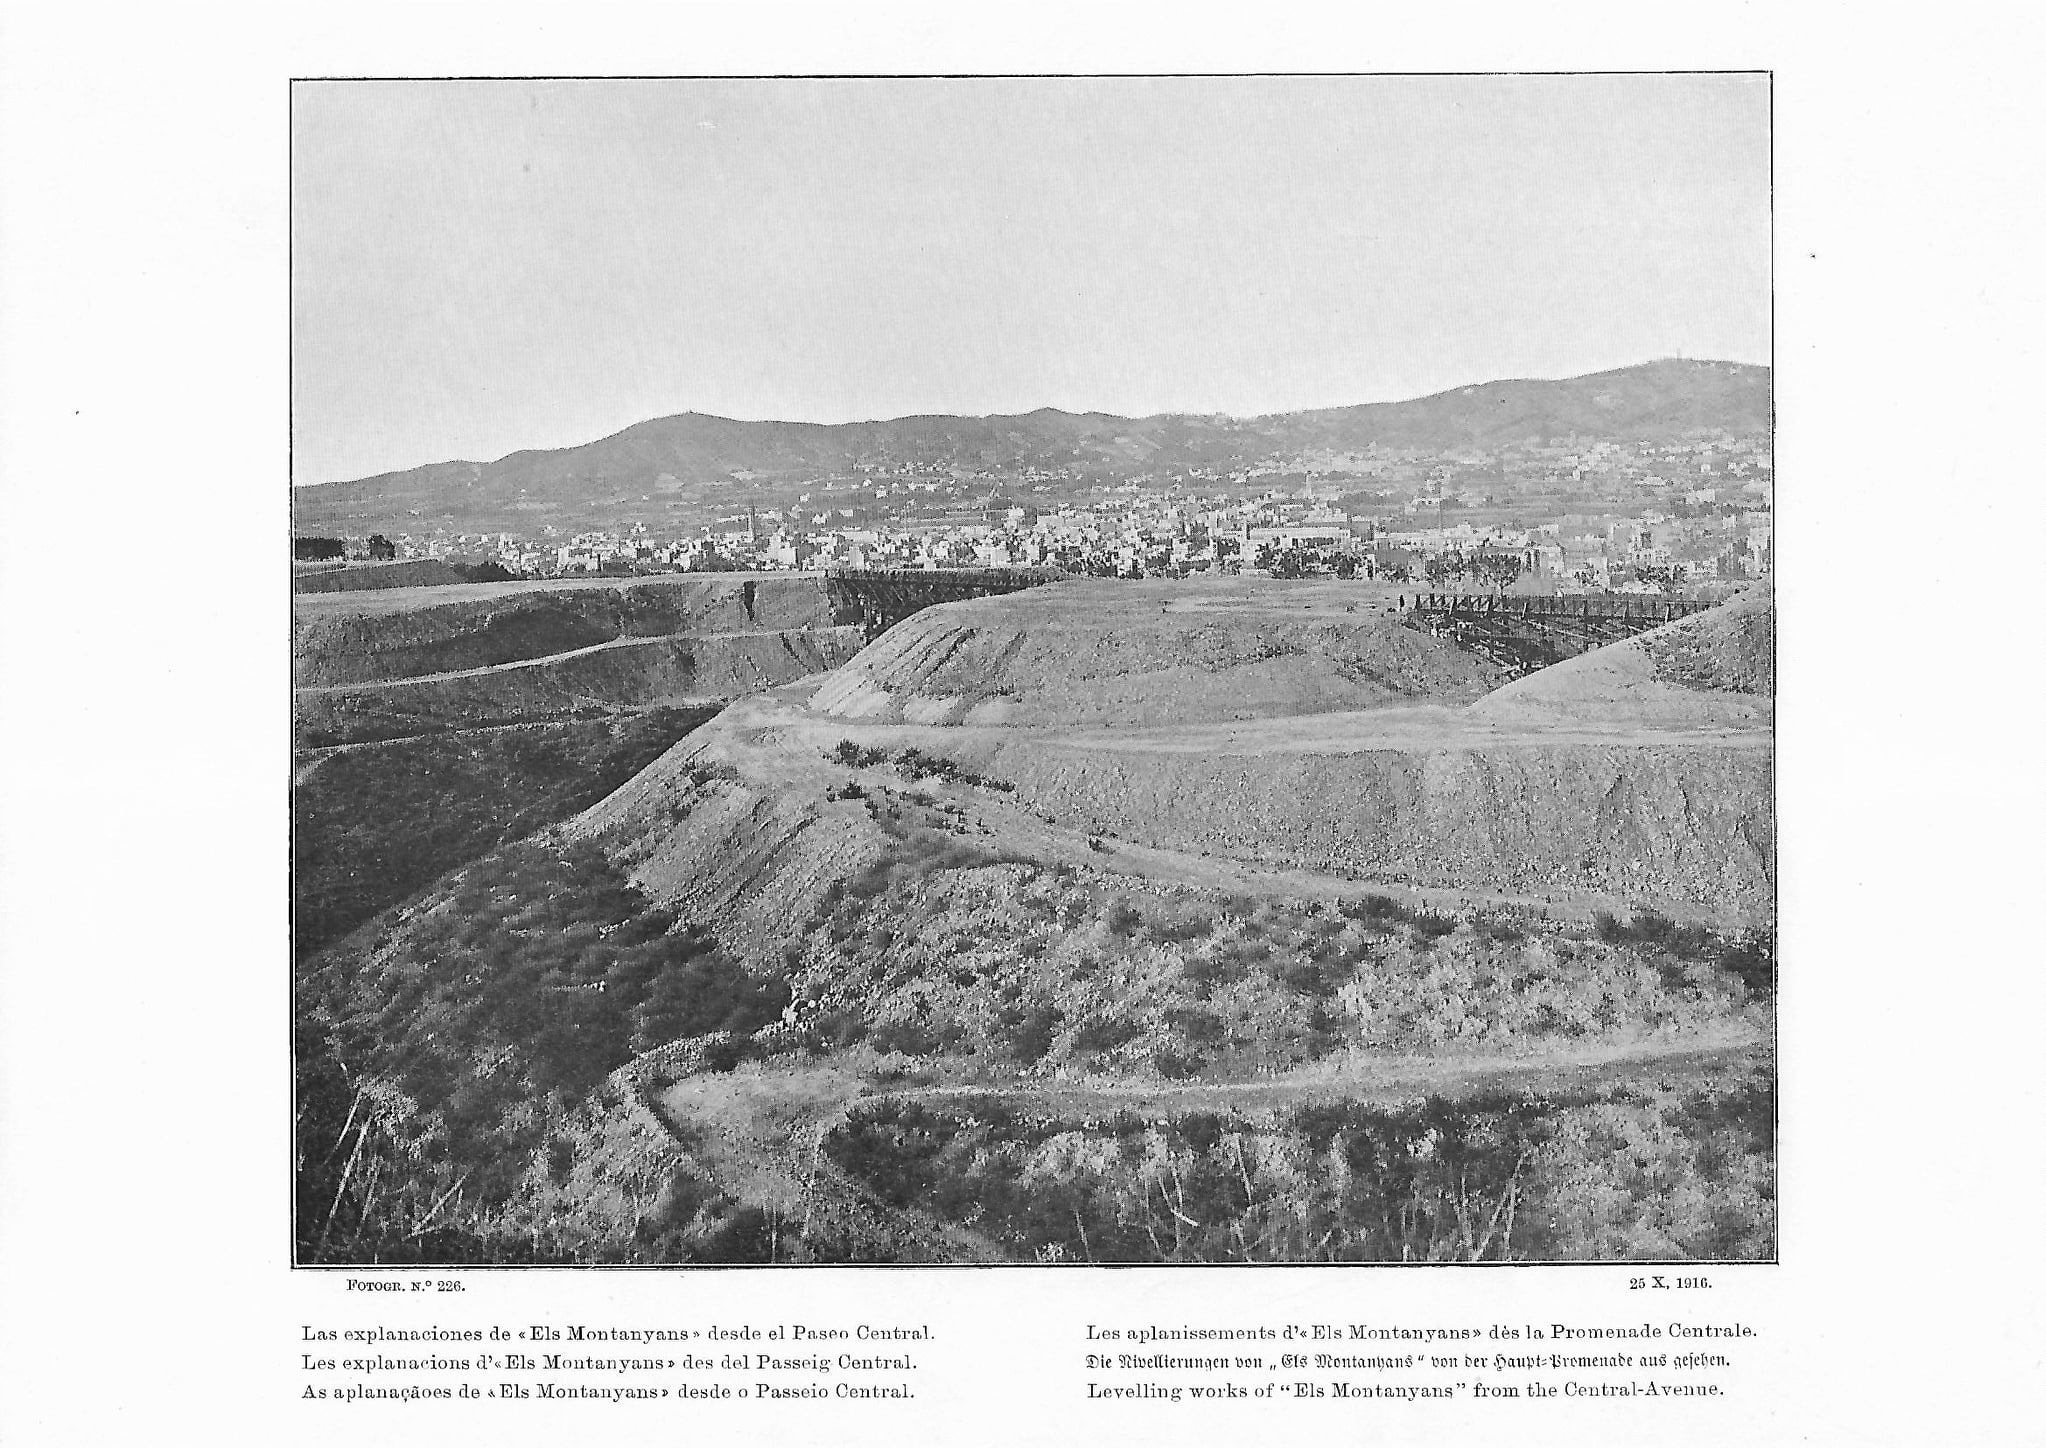 FOTOGR. N.º 226.
25 X, 1916.
Las explanaciones de «Els Montanyans» desde el Paseo Central.
Les explanacions d'«Els Montanyans» des del Passeig Central.
As aplanaçãoes de «Els Montanyans» desde o Passeio Central.
Les aplanissements d'«Els Montanyans» dès la Promenade Centrale.
Die Nivellierungen von „Els Montanyans“ von der Haupt=Promenade aus gesehen.
Levelling works of “Els Montanyans” from the Central-Avenue.